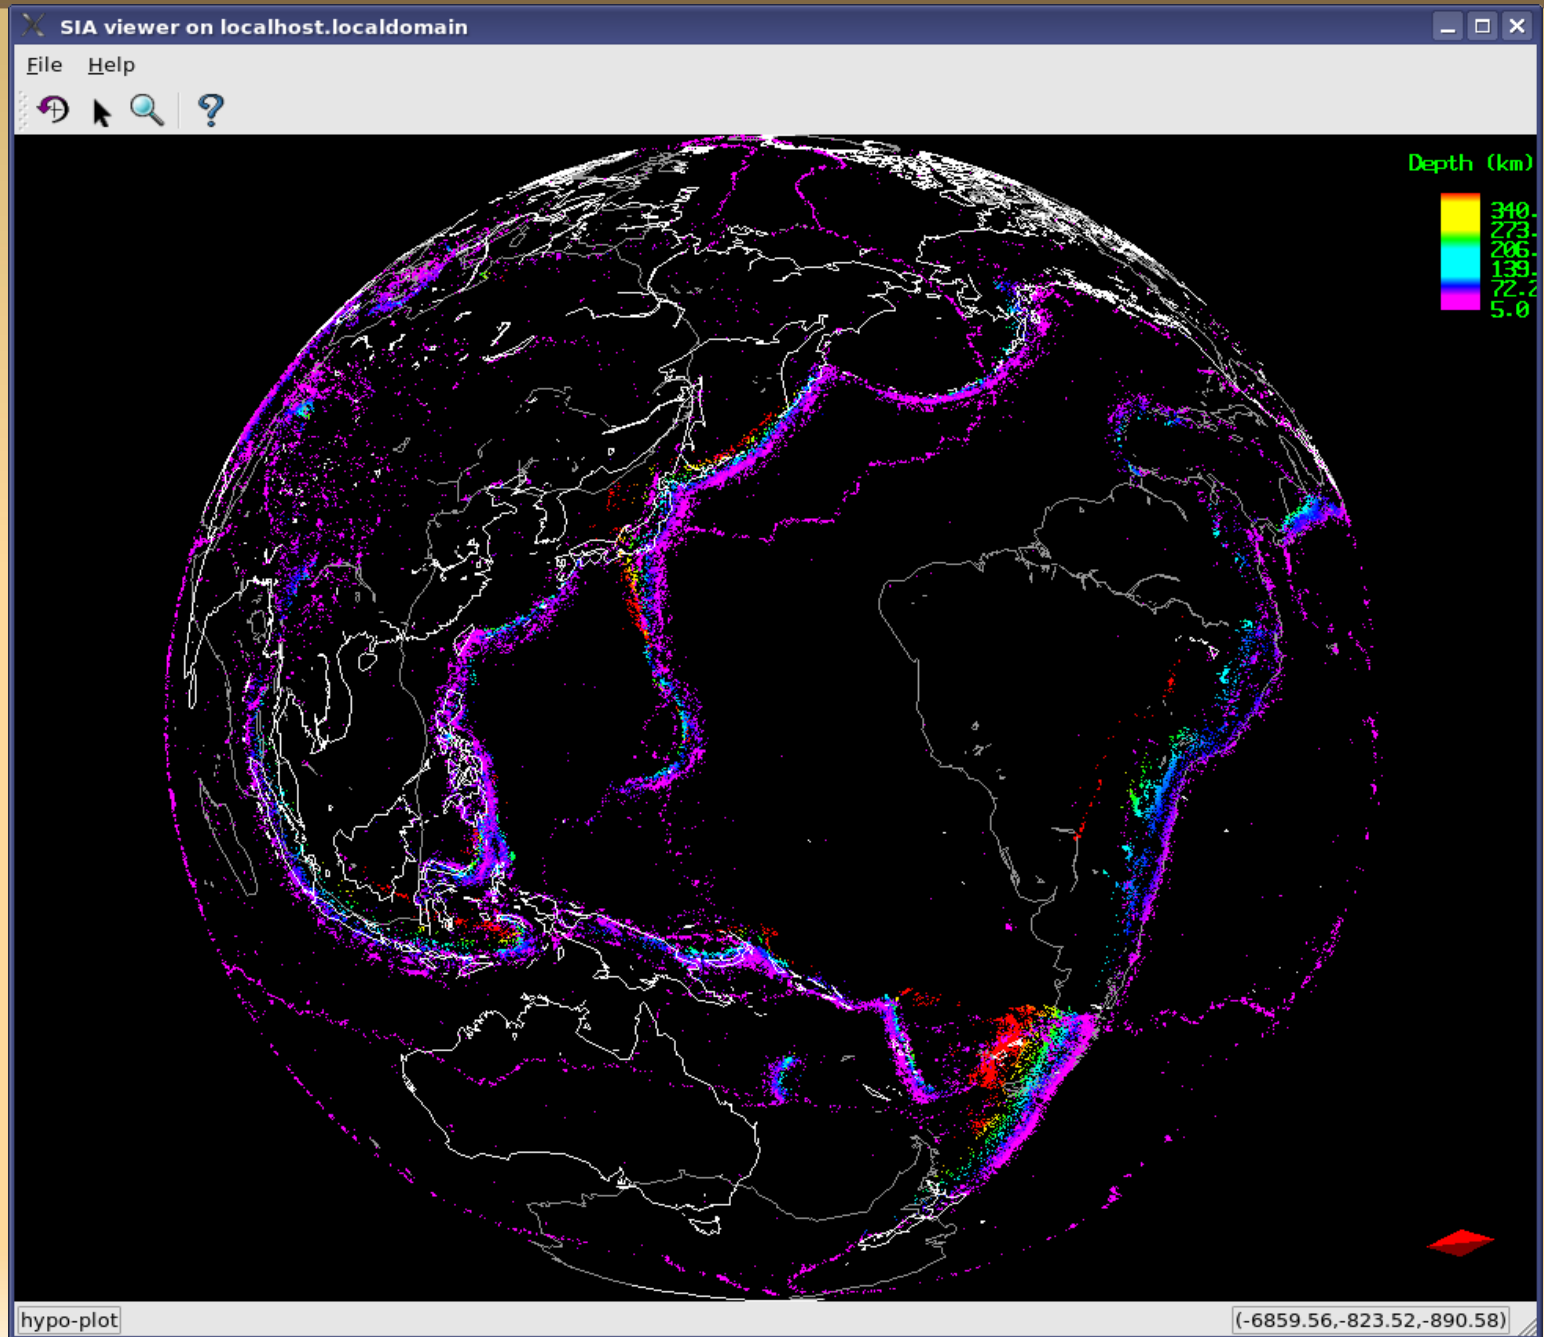 SIA viewer on localhost.localdomain
File Help
Depth (km)
340.
273.
206.
139.
72.2
5.0
hypo-plot
(-6859.56,-823.52,-890.58)